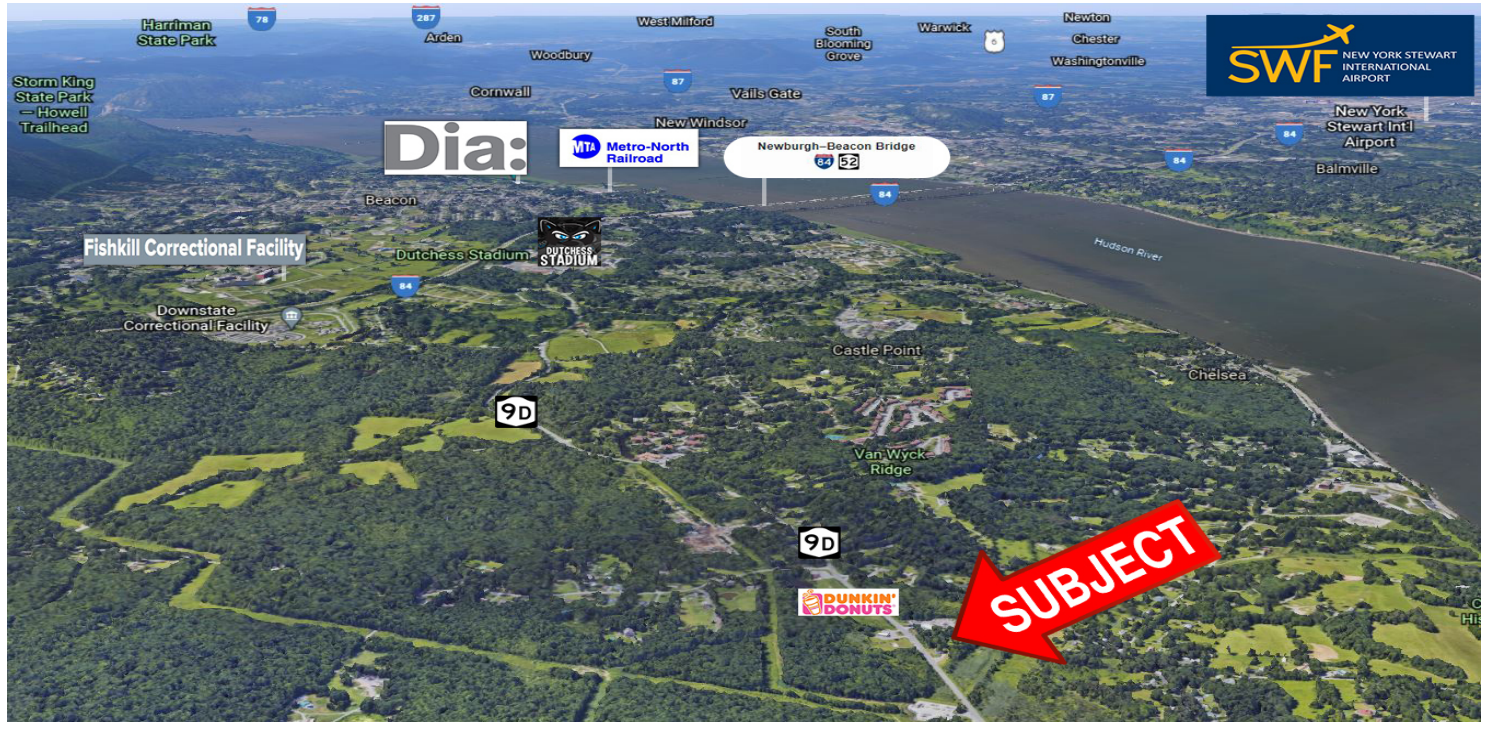 Harriman
State Park
78
287
Arden
West Milford
Woodbury
South
Blooming
Grove
Warwick
6
Newton
Chester
Washingtonville
SWF
NEW YORK STEWART
INTERNATIONAL
AIRPORT
Storm King
State Park
— Howell
Trailhead
Cornwall
87
Vails Gate
87
New Windsor
New York
Stewart Int'l
Airport
84
84
Balmville
Dia:
MTA
Metro-North
Railroad
Newburgh–Beacon Bridge
84
52
84
Beacon
Fishkill Correctional Facility
Dutchess Stadium
DUTCHESS
STADIUM
Hudson River
84
Downstate
Correctional Facility
Castle Point
Chelsea
9D
Van Wyck
Ridge
9D
SUBJECT
DUNKIN'
DONUTS